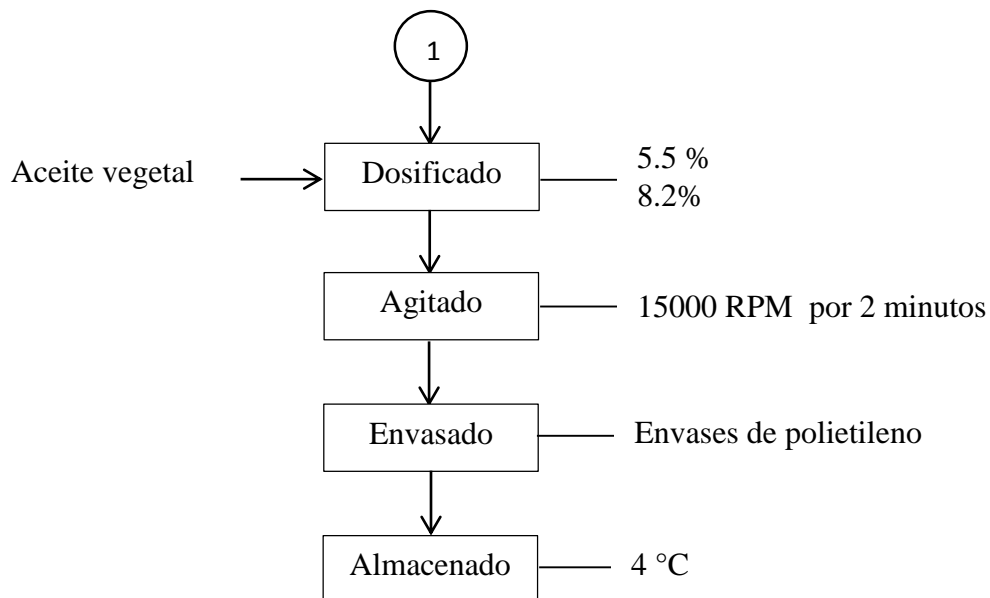 1
Aceite vegetal
Dosificado
5.5 %
8.2%
Agitado
15000 RPM por 2 minutos
Envasado
Envases de polietileno
Almacenado
4 °C